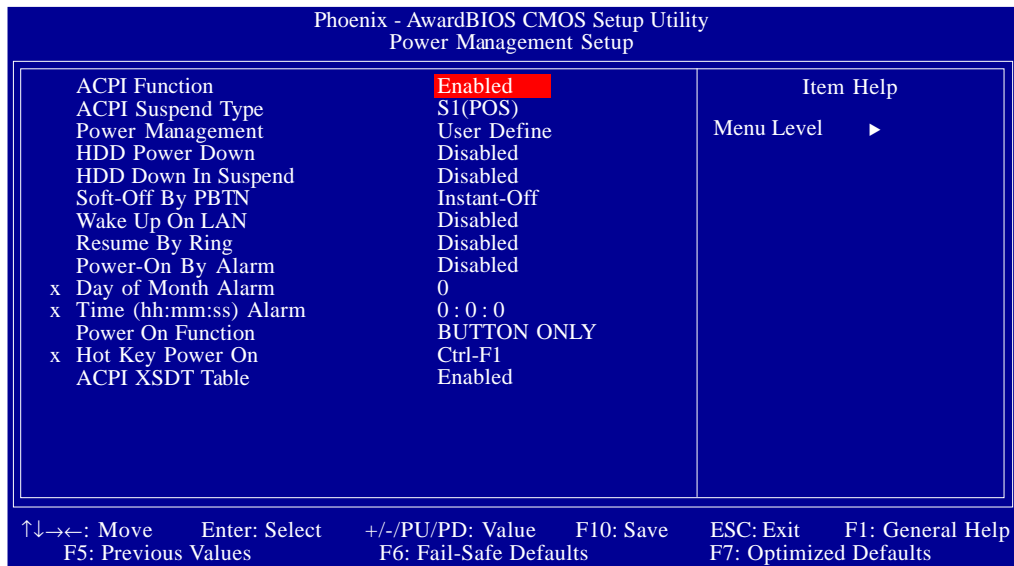 Phoenix - AwardBIOS CMOS Setup Utility
Power Management Setup
ACPI Function Enabled
ACPI Suspend Type S1(POS)
Power Management User Define
HDD Power Down Disabled
HDD Down In Suspend Disabled
Soft-Off By PBTN Instant-Off
Wake Up On LAN Disabled
Resume By Ring Disabled
Power-On By Alarm Disabled
x Day of Month Alarm 0
x Time (hh:mm:ss) Alarm 0 : 0 : 0
Power On Function BUTTON ONLY
x Hot Key Power On Ctrl-F1
ACPI XSDT Table Enabled
Item Help
Menu Level ►
↑↓→←: Move Enter: Select +/-/PU/PD: Value F10: Save ESC: Exit F1: General Help
F5: Previous Values F6: Fail-Safe Defaults F7: Optimized Defaults